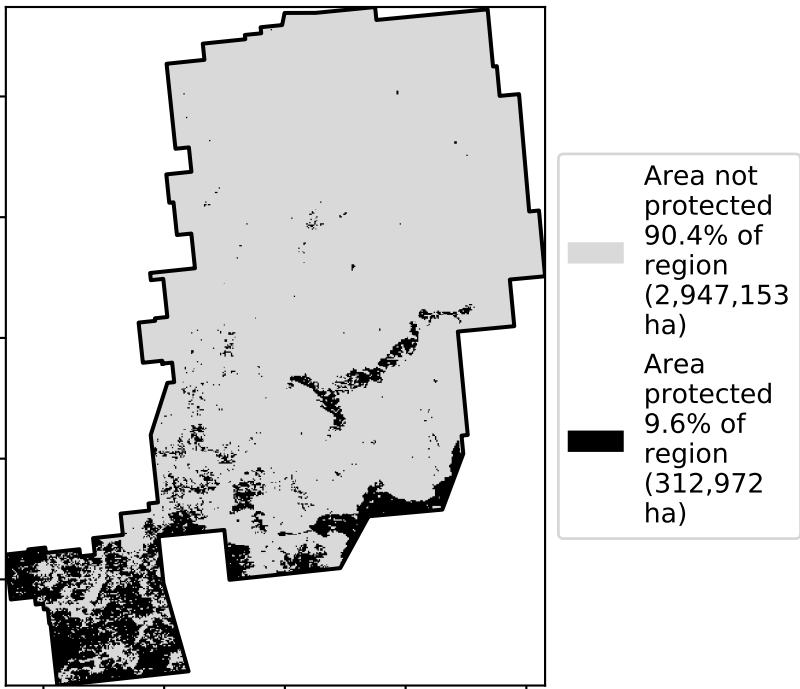 Area not
protected
90.4% of
region
(2,947,153
ha)
Area
protected
9.6% of
region
(312,972
ha)